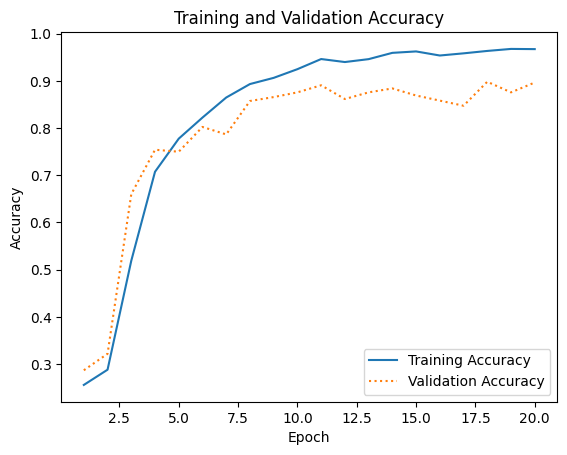 Training and Validation Accuracy
1.0
0.9
0.8
0.7
0.6
0.5
0.4
0.3
Accuracy
Training Accuracy
Validation Accuracy
2.5 5.0 7.5 10.0 12.5 15.0 17.5 20.0
Epoch